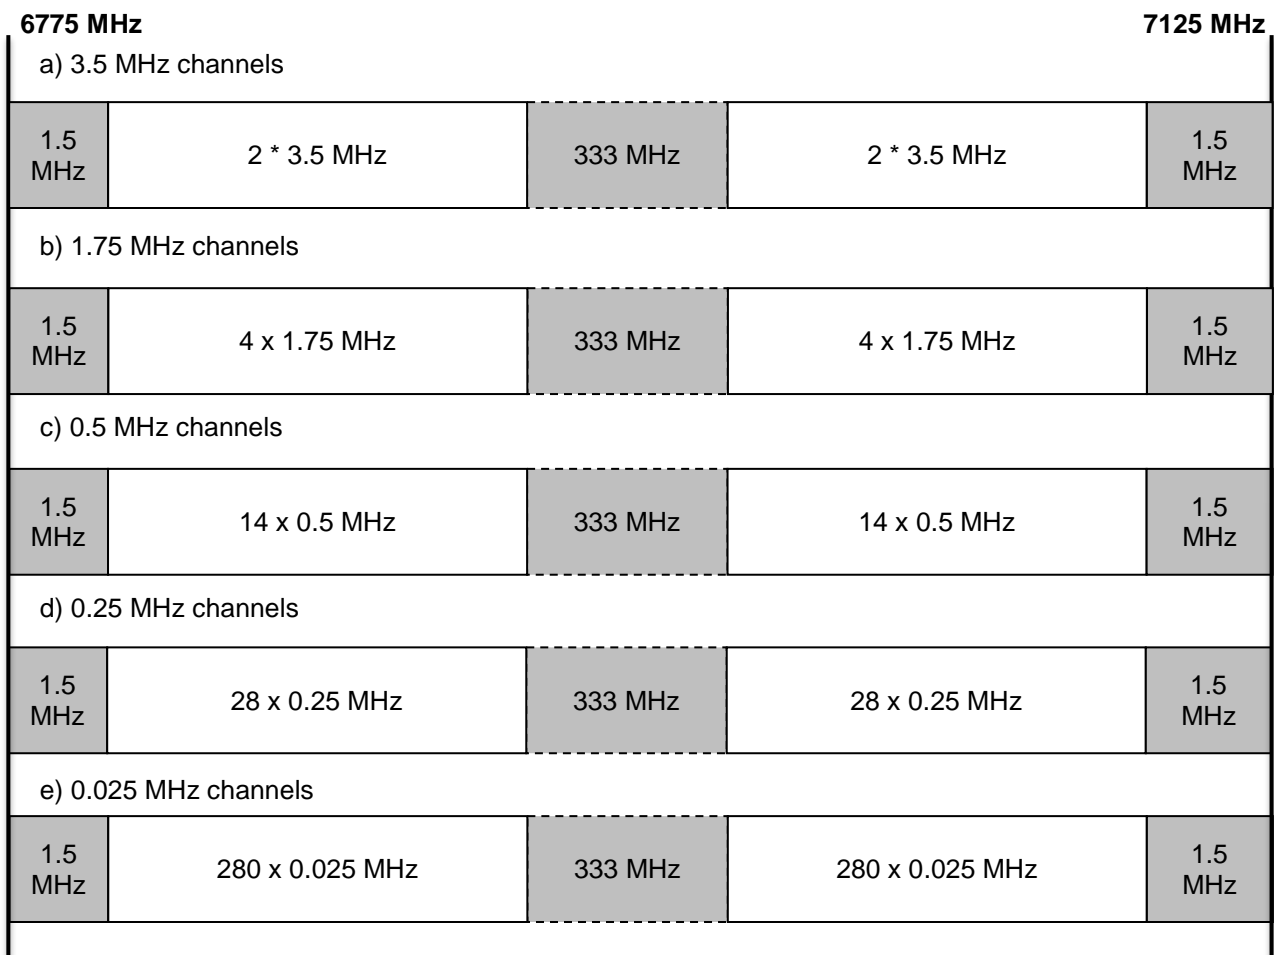 6775 MHz
7125 MHz
a) 3.5 MHz channels
1.5
MHz
2 * 3.5 MHz
333 MHz
2 * 3.5 MHz
1.5
MHz
b) 1.75 MHz channels
1.5
MHz
4 x 1.75 MHz
333 MHz
4 x 1.75 MHz
1.5
MHz
c) 0.5 MHz channels
1.5
MHz
14 x 0.5 MHz
333 MHz
14 x 0.5 MHz
1.5
MHz
d) 0.25 MHz channels
1.5
MHz
28 x 0.25 MHz
333 MHz
28 x 0.25 MHz
1.5
MHz
e) 0.025 MHz channels
1.5
MHz
280 x 0.025 MHz
333 MHz
280 x 0.025 MHz
1.5
MHz